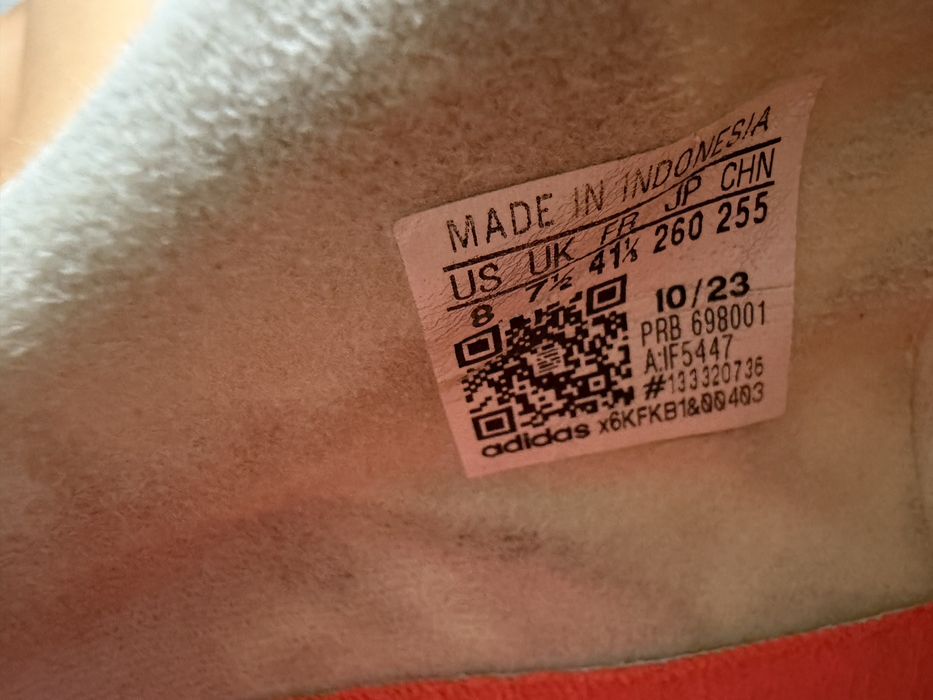 MADE IN INDONESIA
US UK FR JP CHN
8 7½ 41⅓ 260 255
10/23
PRB 698001
A:IF5447
#133320736
adidas x6KFKB1&00403